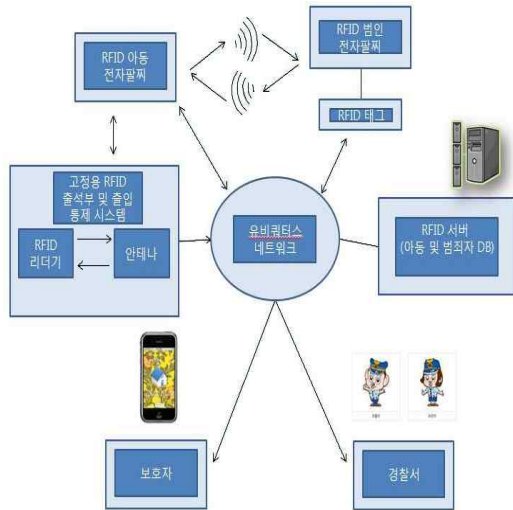 RFID 아동
전자팔찌
RFID 범인
전자팔찌
RFID 태그
고정용 RFID
출석부 및 출입
통제 시스템
RFID
리더기
안테나
유비쿼터스
네트워크
RFID 서버
(아동 및 범죄자 DB)
보호자
경찰서